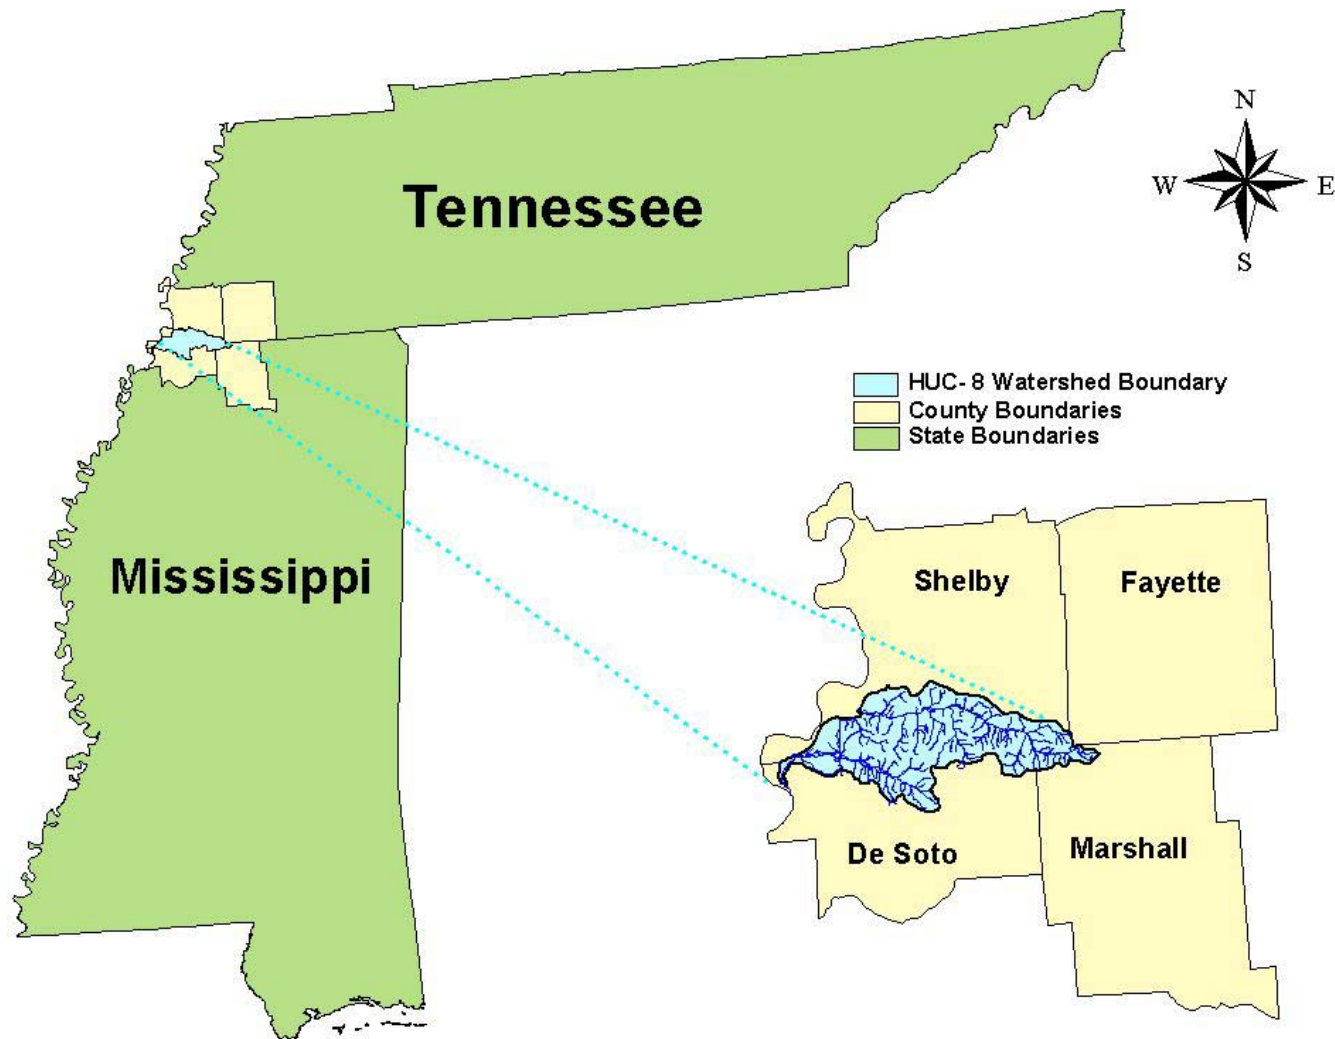 Tennessee
N
W
E
S
HUC- 8 Watershed Boundary
County Boundaries
State Boundaries
Mississippi
Shelby
Fayette
De Soto
Marshall